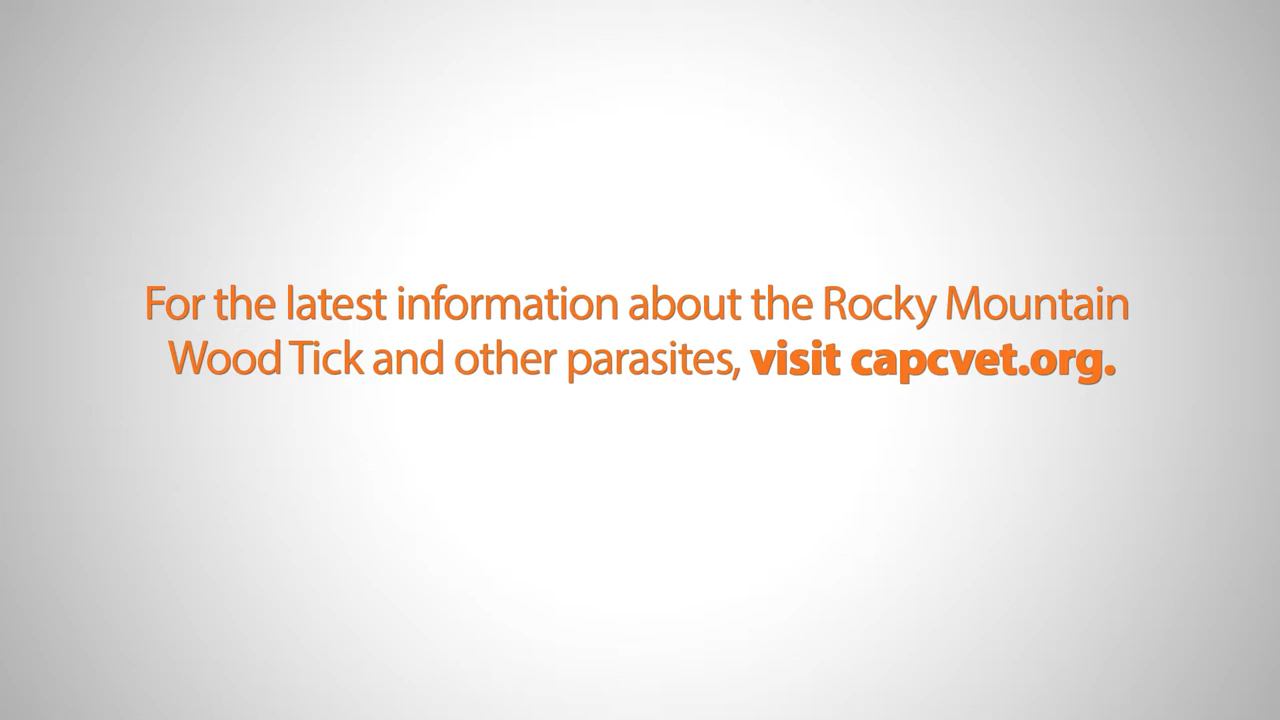 For the latest information about the Rocky Mountain
Wood Tick and other parasites, visit capcvet.org.